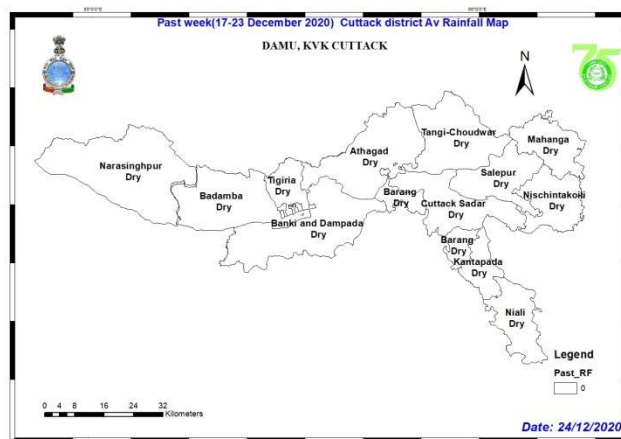 Past week(17-23 December 2020) Cuttack district Av Rainfall Map
DAMU, KVK CUTTACK
N
75
Tangi-Choudwar
Dry
Mahanga
Dry
Athagad
Dry
Narasinghpur
Dry
Salepur
Dry
Tigiria
Dry
Badamba
Dry
Barang
Dry
Nischintakoili
Dry
Cuttack Sadar
Dry
Banki and Dampada
Dry
Barang
Dry
Kantapada
Dry
Niali
Dry
Legend
Past_RF
0
0 4 8 16 24 32
Kilometers
Date: 24/12/2020